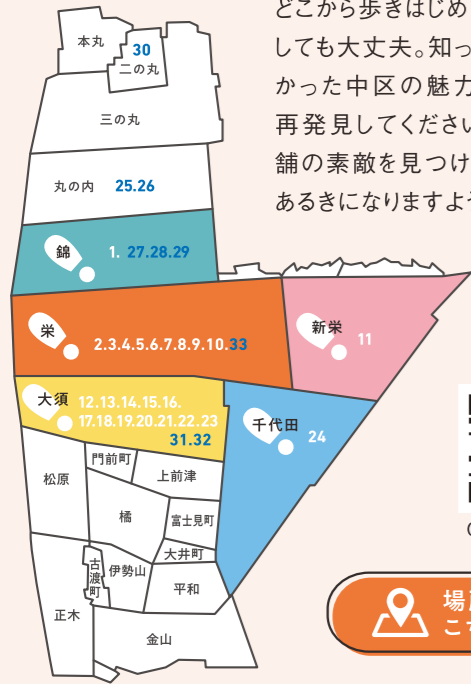 どこから歩きはじめ
しても大丈夫。知っ
かった中区の魅力
再発見してください
舗の素敵を見つけ
あるきになりますよう
本丸
30
二の丸
三の丸
丸の内 25.26
錦 1. 27.28.29
栄
2.3.4.5.6.7.8.9.10.33
新栄 11
大須 12.13.14.15.16.
17.18.19.20.21.22.23
31.32
千代田 24
門前町
松原
上前津
橘
富士見町
大井町
古渡町
伊勢山
平和
正木
金山
場所
こち